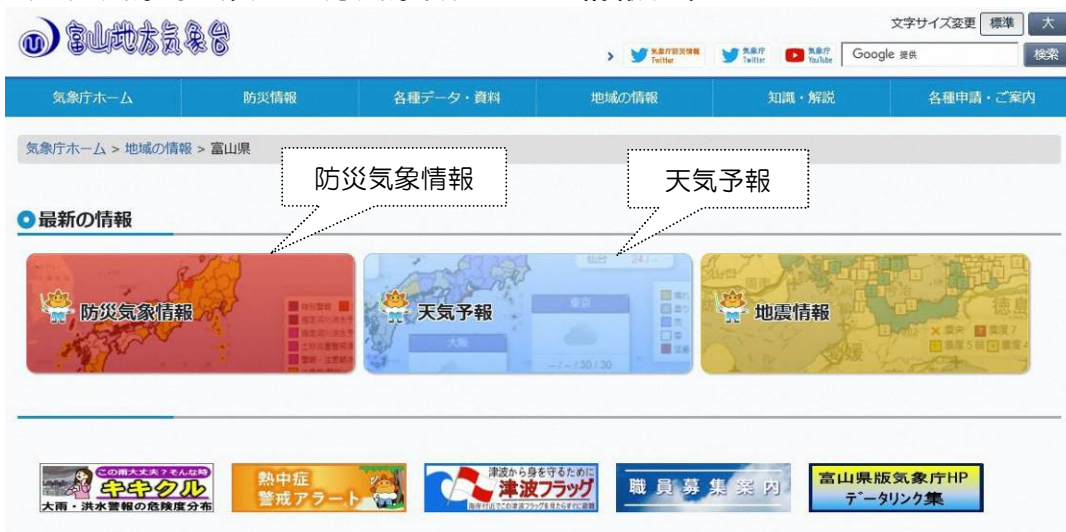 富山地方気象台
文字サイズ変更 標準 大
気象庁防災情報 Twitter
気象庁 Twitter
気象庁 YouTube
Google 提供
検索
気象庁ホーム 防災情報 各種データ・資料 地域の情報 知識・解説 各種申請・ご案内
気象庁ホーム > 地域の情報 > 富山県
防災気象情報
天気予報
最新の情報
防災気象情報
天気予報
地震情報
仙台
東京
大阪
この雨大丈夫?そんな時
キキクル
大雨・洪水警報の危険度分布
熱中症
警戒アラート
津波から身を守るために
津波フラッグ
職員募集案内
富山県版気象庁HP
データリンク集